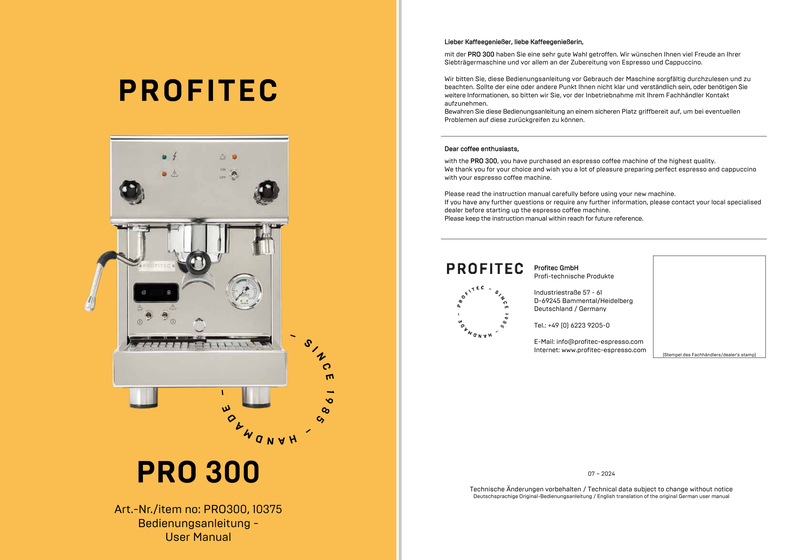 PROFITEC
- SINCE 1985 - HANDMADE -
PRO 300
Art.-Nr./item no: PRO300, 10375
Bedienungsanleitung -
User Manual
Lieber Kaffeegenießer, liebe Kaffeegenießerin,
mit der PRO 300 haben Sie eine sehr gute Wahl getroffen. Wir wünschen Ihnen viel Freude an Ihrer
Siebträgermaschine und vor allem an der Zubereitung von Espresso und Cappuccino.
Wir bitten Sie, diese Bedienungsanleitung vor Gebrauch der Maschine sorgfältig durchzulesen und zu
beachten. Sollte der eine oder andere Punkt Ihnen nicht klar und verständlich sein, oder benötigen Sie
weitere Informationen, so bitten wir Sie, vor der Inbetriebnahme mit Ihrem Fachhändler Kontakt
aufzunehmen.
Bewahren Sie diese Bedienungsanleitung an einem sicheren Platz griffbereit auf, um bei eventuellen
Problemen auf diese zurückgreifen zu können.
Dear coffee enthusiasts,
with the PRO 300, you have purchased an espresso coffee machine of the highest quality.
We thank you for your choice and wish you a lot of pleasure preparing perfect espresso and cappuccino
with your espresso coffee machine.
Please read the instruction manual carefully before using your new machine.
If you have any further questions or require any further information, please contact your local specialised
dealer before starting up the espresso coffee machine.
Please keep the instruction manual within reach for future reference.
PROFITEC
PROFITEC - SINCE 1985 - HANDMADE -
Profitec GmbH
Profi-technische Produkte
Industriestraße 57 - 61
D-69245 Bammental/Heidelberg
Deutschland / Germany
Tel.: +49 (0) 6223 9205-0
E-Mail: info@profitec-espresso.com
Internet: www.profitec-espresso.com
(Stempel des Fachhändlers/dealer's stamp)
07 – 2024
Technische Änderungen vorbehalten / Technical data subject to change without notice
Deutschsprachige Original-Bedienungsanleitung / English translation of the original German user manual